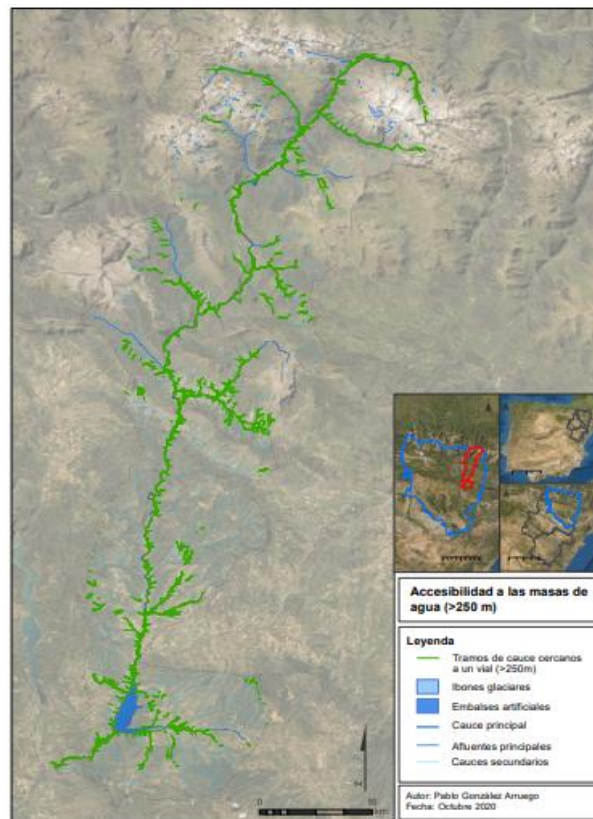 Accesibilidad a las masas de
agua (>250 m)
Leyenda
Tramos de cauce cercanos
a un vial (>250m)
Ibones glaciares
Embalses artificiales
Cauce principal
Afluentes principales
Cauces secundarios
Autor: Pablo González Arruego
Fecha: Octubre 2020